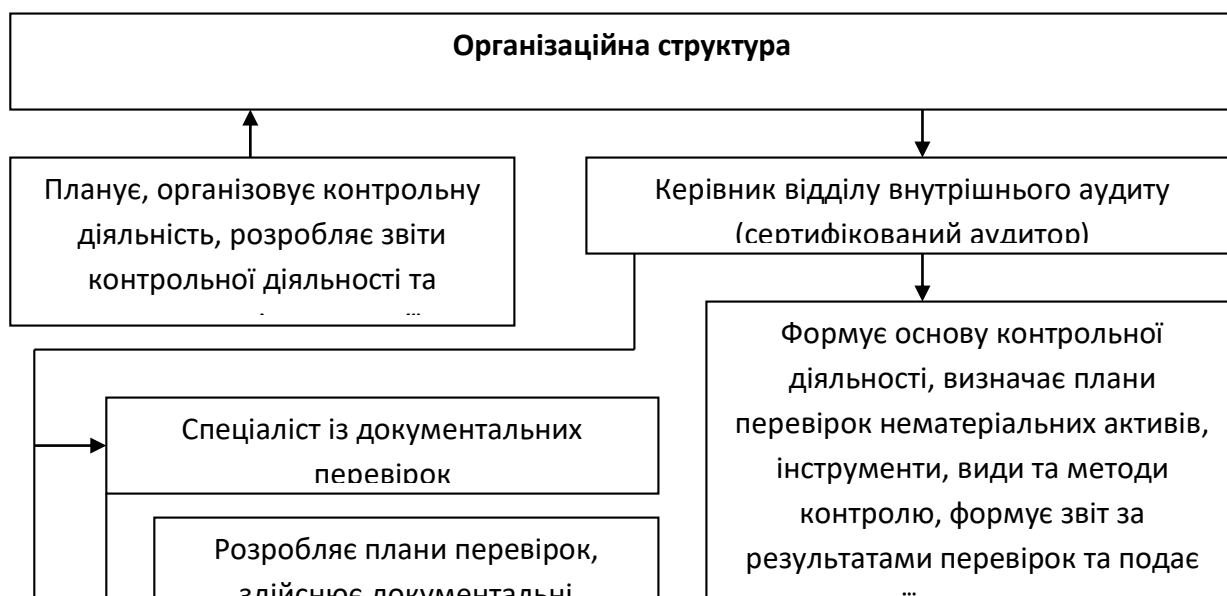 Організаційна структура
Планує, організовує контрольну
діяльність, розробляє звіти
контрольної діяльності та
Керівник відділу внутрішнього аудиту
(сертифікований аудитор)
Спеціаліст із документальних
перевірок
Розробляє плани перевірок,
здійснює документальні
Формує основу контрольної
діяльності, визначає плани
перевірок нематеріальних активів,
інструменти, види та методи
контролю, формує звіт за
результатами перевірок та подає